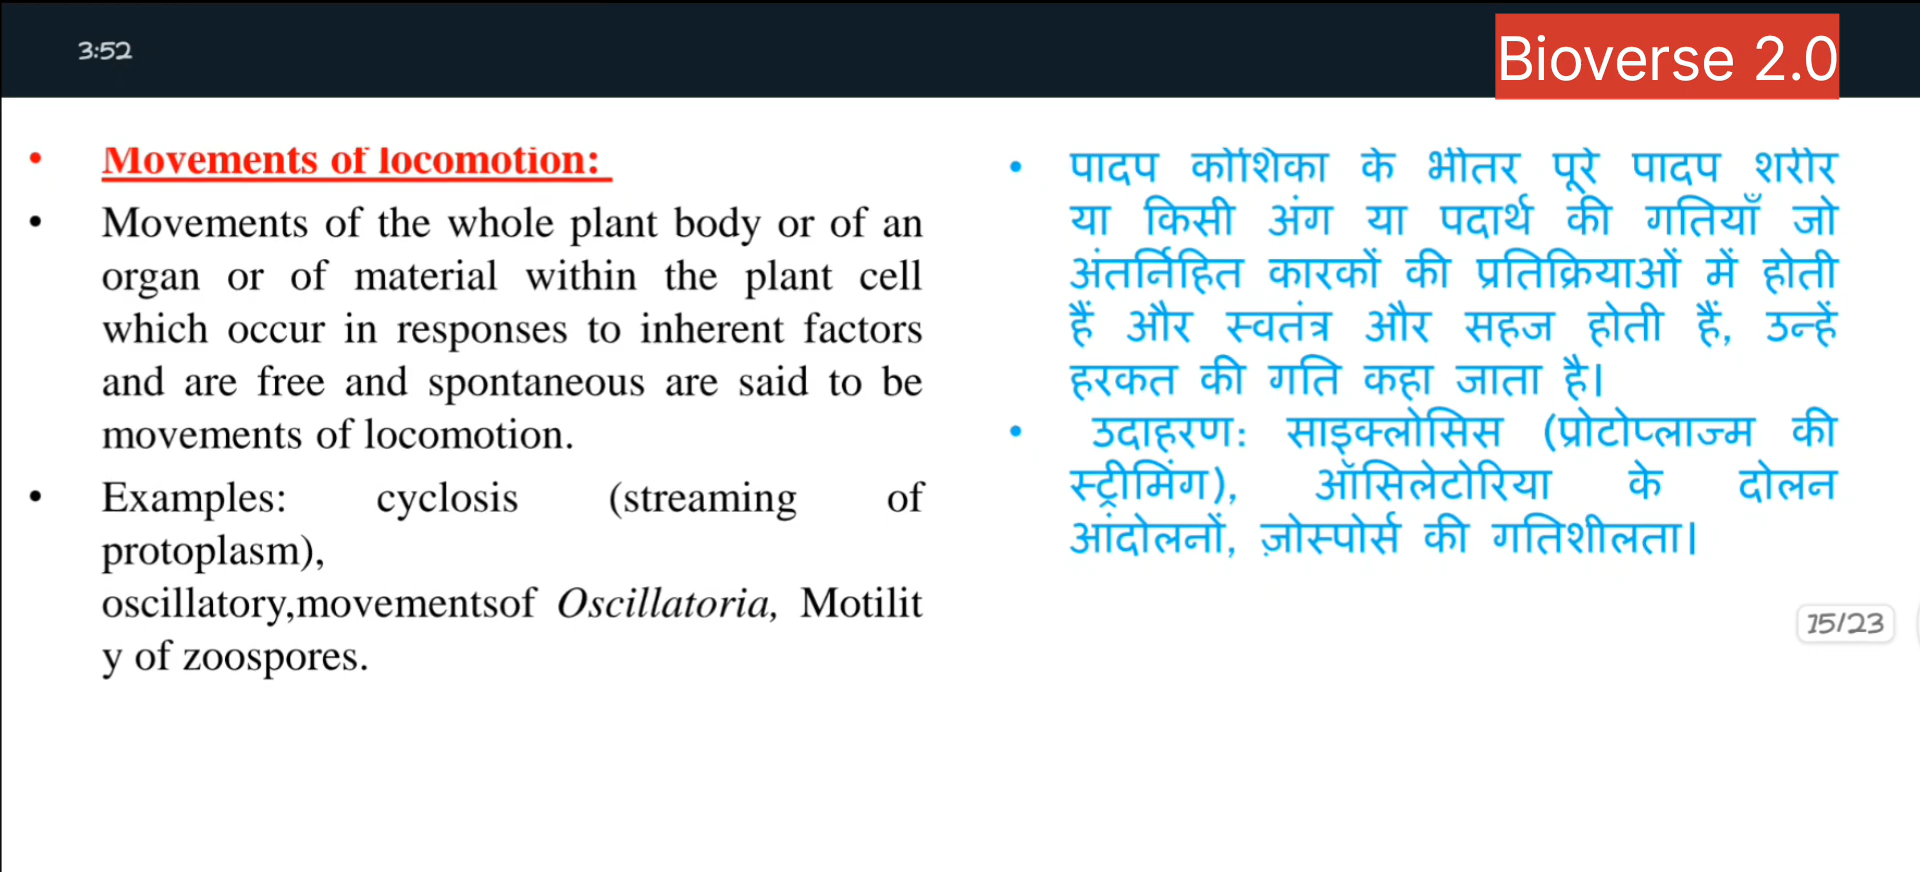 3:52
Bioverse 2.0
• Movements of locomotion:
• Movements of the whole plant body or of an
organ or of material within the plant cell
which occur in responses to inherent factors
and are free and spontaneous are said to be
movements of locomotion.
• Examples: cyclosis (streaming of
protoplasm),
oscillatory,movementsof Oscillatoria, Motilit
y of zoospores.
• पादप कोशिका के भीतर पूरे पादप शरीर
या किसी अंग या पदार्थ की गतियाँ जो
अंतर्निहित कारकों की प्रतिक्रियाओं में होती
हैं और स्वतंत्र और सहज होती हैं, उन्हें
हरकत की गति कहा जाता है।
• उदाहरण: साइक्लोसिस (प्रोटोप्लाज्म की
स्ट्रीमिंग), ऑसिलेटोरिया के दोलन
आंदोलनों, ज़ोस्पोर्स की गतिशीलता।
15/23